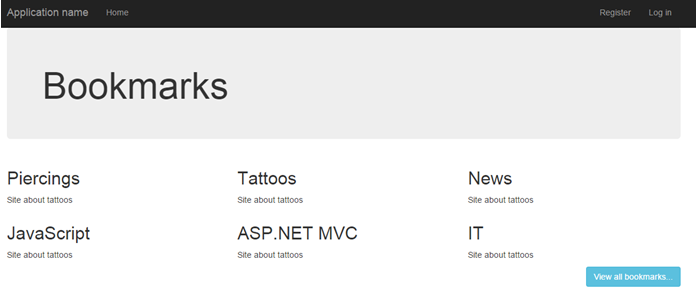 Application name Home Register Log in
Bookmarks
Piercings Tattoos News
Site about tattoos Site about tattoos Site about tattoos
JavaScript ASP.NET MVC IT
Site about tattoos Site about tattoos Site about tattoos
View all bookmarks...